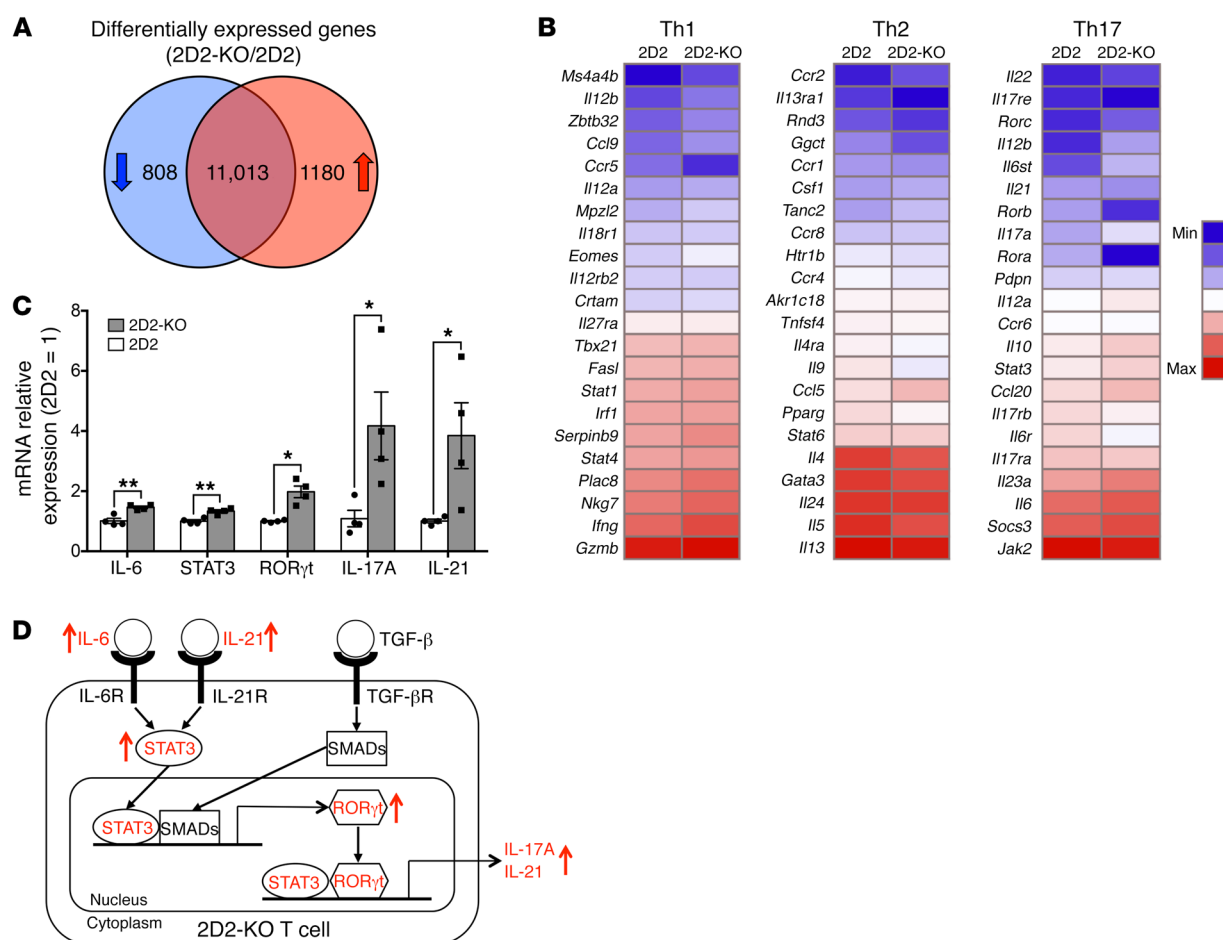 A
Differentially expressed genes
(2D2-KO/2D2)
808
11,013
1180
B
Th1
2D2 2D2-KO
Ms4a4b
Il12b
Zbtb32
Ccl9
Ccr5
Il12a
Mpzl2
Il18r1
Eomes
Il12rb2
Crtam
Il27ra
Tbx21
Fasl
Stat1
Irf1
Serpinb9
Stat4
Plac8
Nkg7
Ifng
Gzmb
Th2
2D2 2D2-KO
Ccr2
Il13ra1
Rnd3
Ggct
Ccr1
Csf1
Tanc2
Ccr8
Htr1b
Ccr4
Akr1c18
Tnfsf4
Il4ra
Il9
Ccl5
Pparg
Stat6
Il4
Gata3
Il24
Il5
Il13
Th17
2D2 2D2-KO
Il22
Il17re
Rorc
Il12b
Il6st
Il21
Rorb
Il17a
Rora
Pdpn
Il12a
Ccr6
Il10
Stat3
Ccl20
Il17rb
Il6r
Il17ra
Il23a
Il6
Socs3
Jak2
Min
Max
C
mRNA relative
expression (2D2 = 1)
8
6
4
2
0
2D2-KO
2D2
**
**
*
*
*
IL-6
STAT3
RORγt
IL-17A
IL-21
D
IL-6
IL-21
TGF-β
IL-6R
IL-21R
TGF-βR
STAT3
SMADs
STAT3
SMADs
RORγt
STAT3
RORγt
IL-17A
IL-21
Nucleus
Cytoplasm
2D2-KO T cell